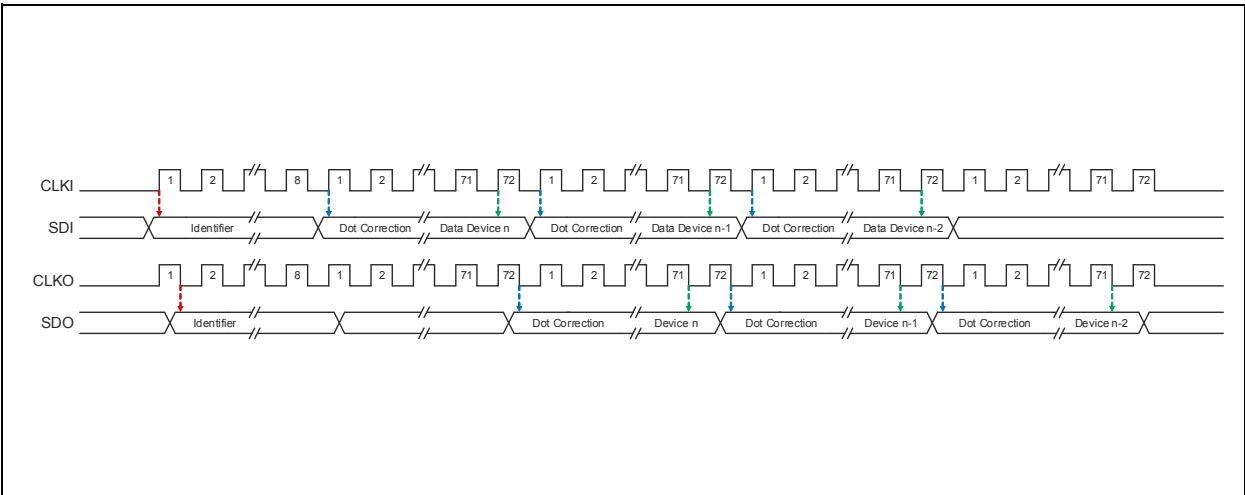 CLKI 1 2 8 1 2 71 72 1 2 71 72 1 2 71 72 1 2 71 72
SDI Identifier Dot Correction Data Device n Dot Correction Data Device n-1 Dot Correction Data Device n-2
CLKO 1 2 8 1 2 71 72 1 2 71 72 1 2 71 72 1 2 71 72
SDO Identifier Dot Correction Device n Dot Correction Device n-1 Dot Correction Device n-2